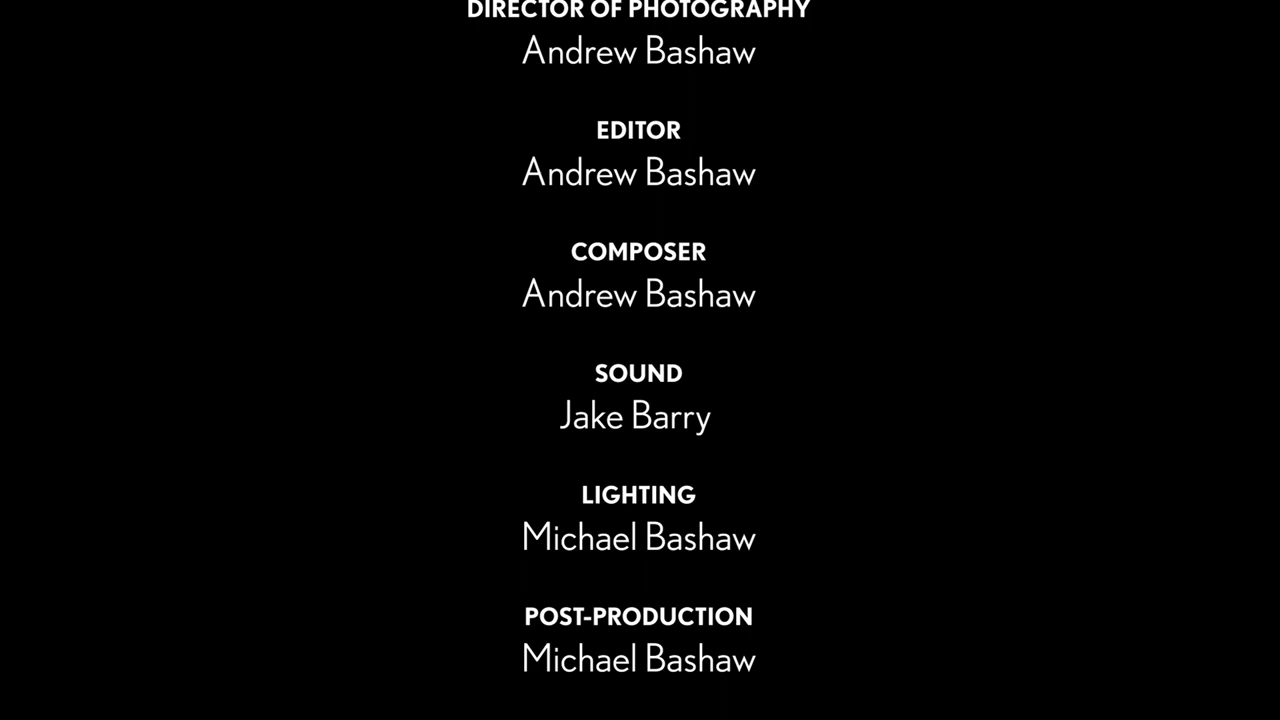 DIRECTOR OF PHOTOGRAPHY
Andrew Bashaw
EDITOR
Andrew Bashaw
COMPOSER
Andrew Bashaw
SOUND
Jake Barry
LIGHTING
Michael Bashaw
POST-PRODUCTION
Michael Bashaw